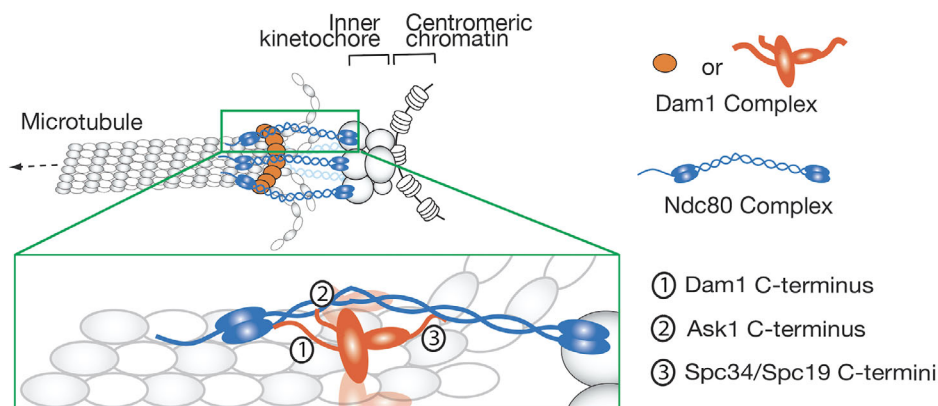 Inner
kinetochore
Centromeric
chromatin
Microtubule
or
Dam1 Complex
Ndc80 Complex
2
1
3
1 Dam1 C-terminus
2 Ask1 C-terminus
3 Spc34/Spc19 C-termini